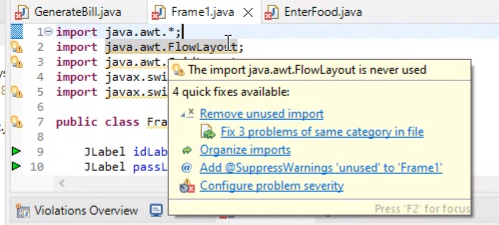 GenerateBill.java
Frame1.java
EnterFood.java
1 import java.awt.*;
2 import java.awt.FlowLayout;
3 import java.awt.
4 import javax.swi
5 import javax.swi
7 public class Fra
9 JLabel idLab
10 JLabel passL
The import java.awt.FlowLayout is never used
4 quick fixes available:
Remove unused import
Fix 3 problems of same category in file
Organize imports
Add @SuppressWarnings 'unused' to 'Frame1'
Configure problem severity
Press 'F2' for focus
Violations Overview